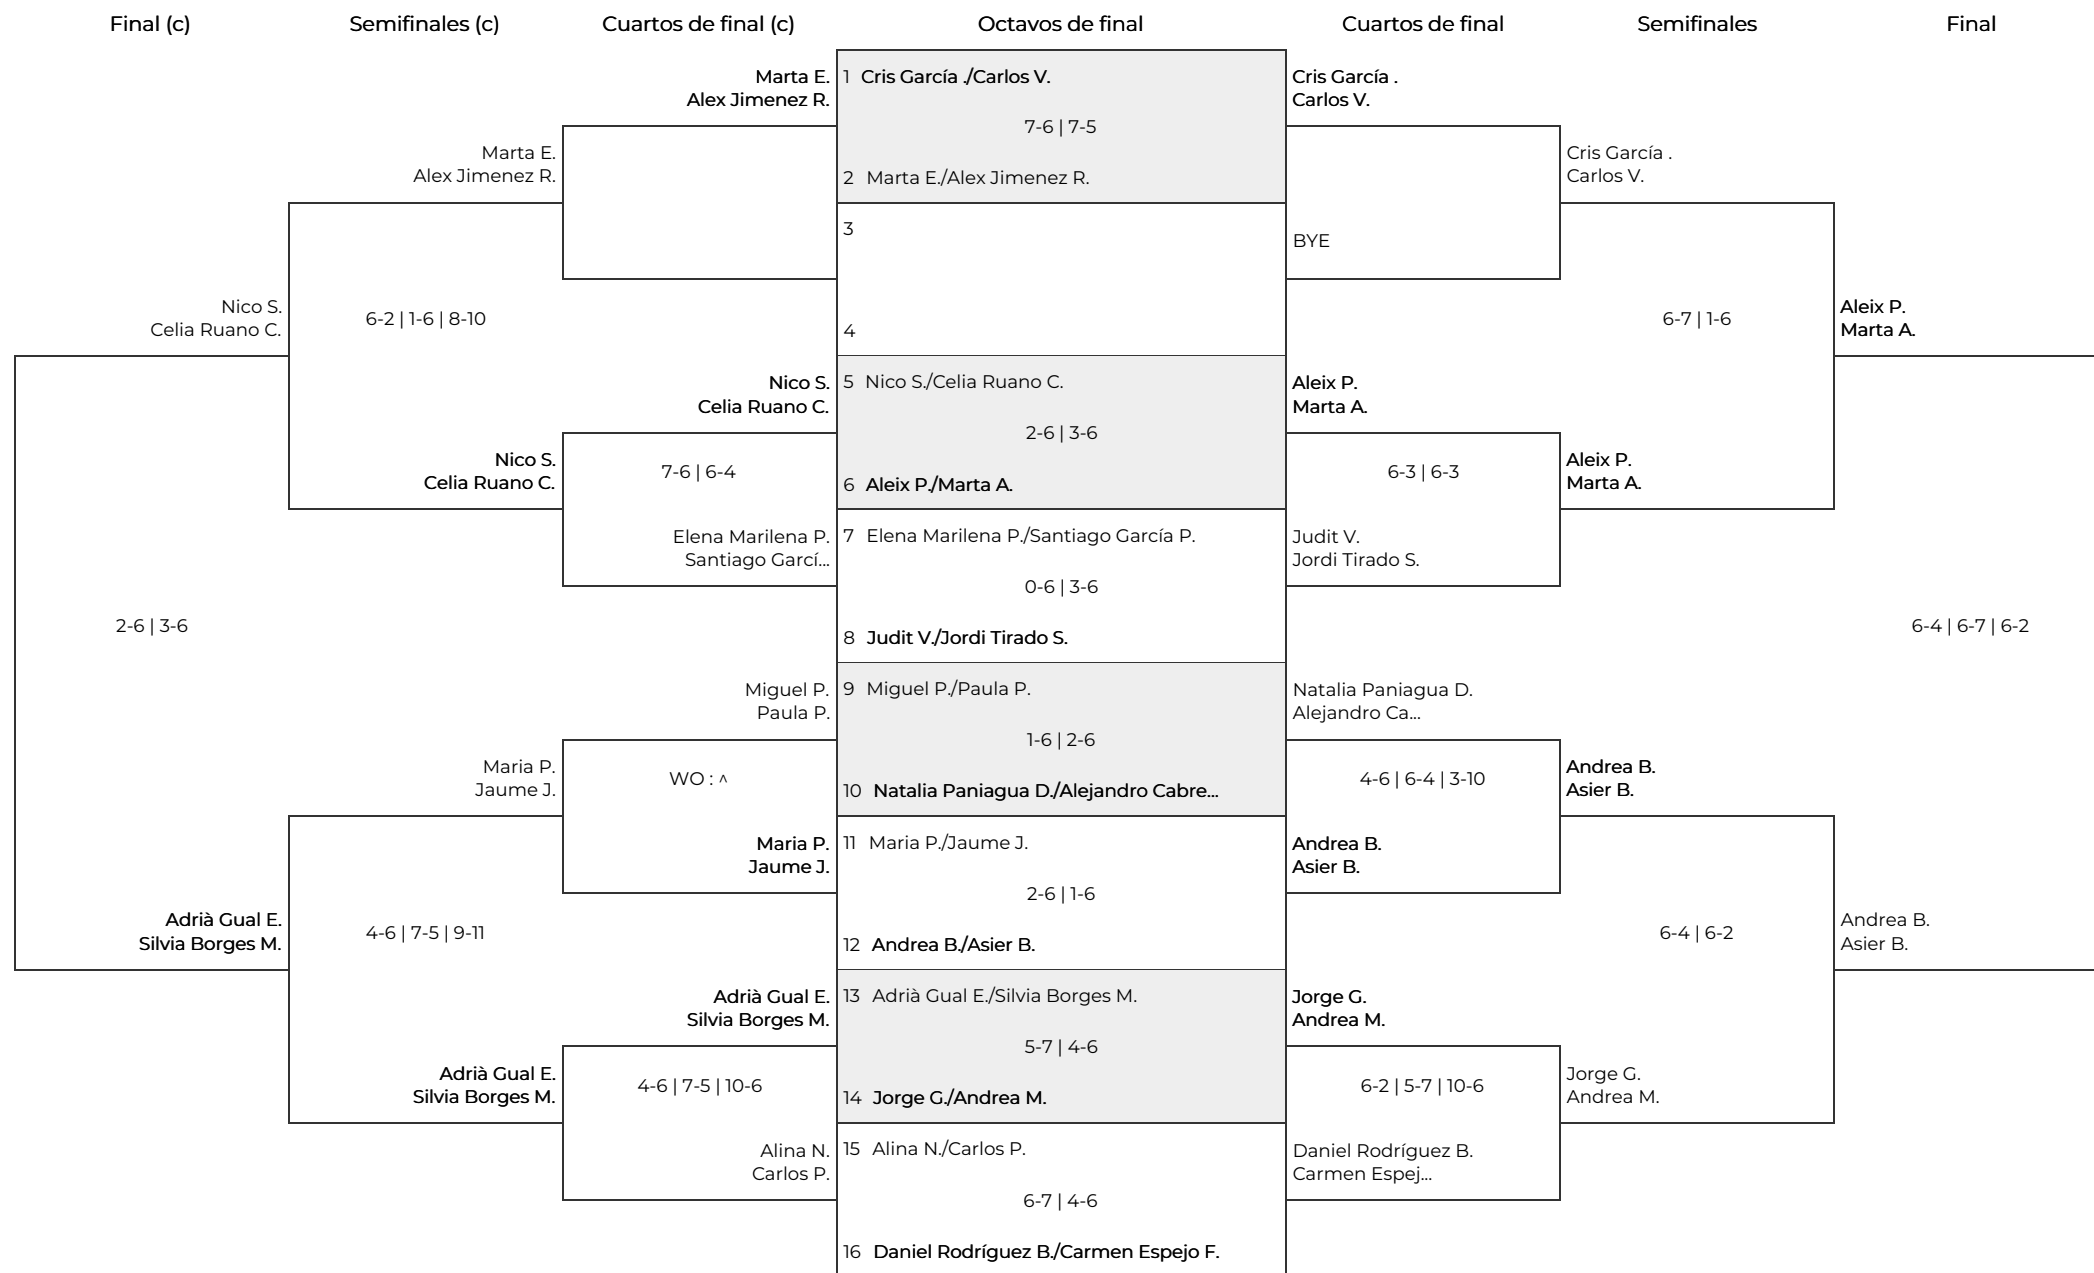 Final (c)
Semifinales (c)
Cuartos de final (c)
Octavos de final
Cuartos de final
Semifinales
Final
Nico S.
Celia Ruano C.
2-6 | 3-6
Adrià Gual E.
Silvia Borges M.
Marta E.
Alex Jimenez R.
6-2 | 1-6 | 8-10
Nico S.
Celia Ruano C.
Maria P.
Jaume J.
4-6 | 7-5 | 9-11
Adrià Gual E.
Silvia Borges M.
Marta E.
Alex Jimenez R.
Nico S.
Celia Ruano C.
7-6 | 6-4
Elena Marilena P.
Santiago Garcí...
Miguel P.
Paula P.
WO : ^
Maria P.
Jaume J.
Adrià Gual E.
Silvia Borges M.
4-6 | 7-5 | 10-6
Alina N.
Carlos P.
1 Cris García ./Carlos V.
7-6 | 7-5
2 Marta E./Alex Jimenez R.
3
4
5 Nico S./Celia Ruano C.
2-6 | 3-6
6 Aleix P./Marta A.
7 Elena Marilena P./Santiago García P.
0-6 | 3-6
8 Judit V./Jordi Tirado S.
9 Miguel P./Paula P.
1-6 | 2-6
10 Natalia Paniagua D./Alejandro Cabre...
11 Maria P./Jaume J.
2-6 | 1-6
12 Andrea B./Asier B.
13 Adrià Gual E./Silvia Borges M.
5-7 | 4-6
14 Jorge G./Andrea M.
15 Alina N./Carlos P.
6-7 | 4-6
16 Daniel Rodríguez B./Carmen Espejo F.
Cris García .
Carlos V.
BYE
Aleix P.
Marta A.
6-3 | 6-3
Judit V.
Jordi Tirado S.
Natalia Paniagua D.
Alejandro Ca...
4-6 | 6-4 | 3-10
Andrea B.
Asier B.
Jorge G.
Andrea M.
6-2 | 5-7 | 10-6
Daniel Rodríguez B.
Carmen Espej...
Cris García .
Carlos V.
6-7 | 1-6
Aleix P.
Marta A.
Andrea B.
Asier B.
6-4 | 6-2
Jorge G.
Andrea M.
Aleix P.
Marta A.
6-4 | 6-7 | 6-2
Andrea B.
Asier B.